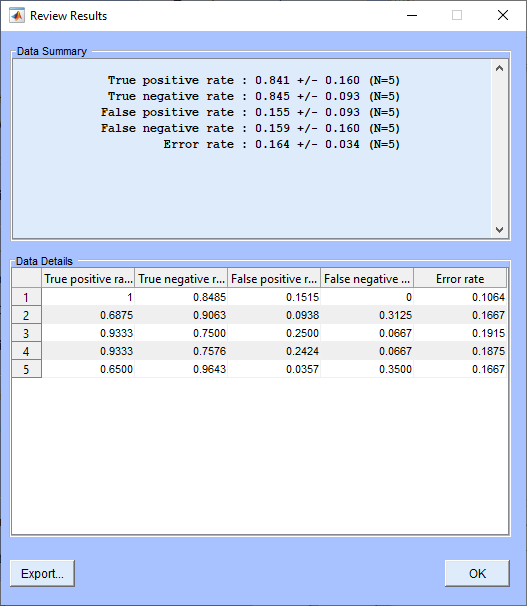 Review Results
Data Summary
True positive rate : 0.841 +/- 0.160 (N=5)
True negative rate : 0.845 +/- 0.093 (N=5)
False positive rate : 0.155 +/- 0.093 (N=5)
False negative rate : 0.159 +/- 0.160 (N=5)
Error rate : 0.164 +/- 0.034 (N=5)
Data Details
True positive ra... True negative r... False positive r... False negative ... Error rate
1 1 0.8485 0.1515 0 0.1064
2 0.6875 0.9063 0.0938 0.3125 0.1667
3 0.9333 0.7500 0.2500 0.0667 0.1915
4 0.9333 0.7576 0.2424 0.0667 0.1875
5 0.6500 0.9643 0.0357 0.3500 0.1667
Export... OK